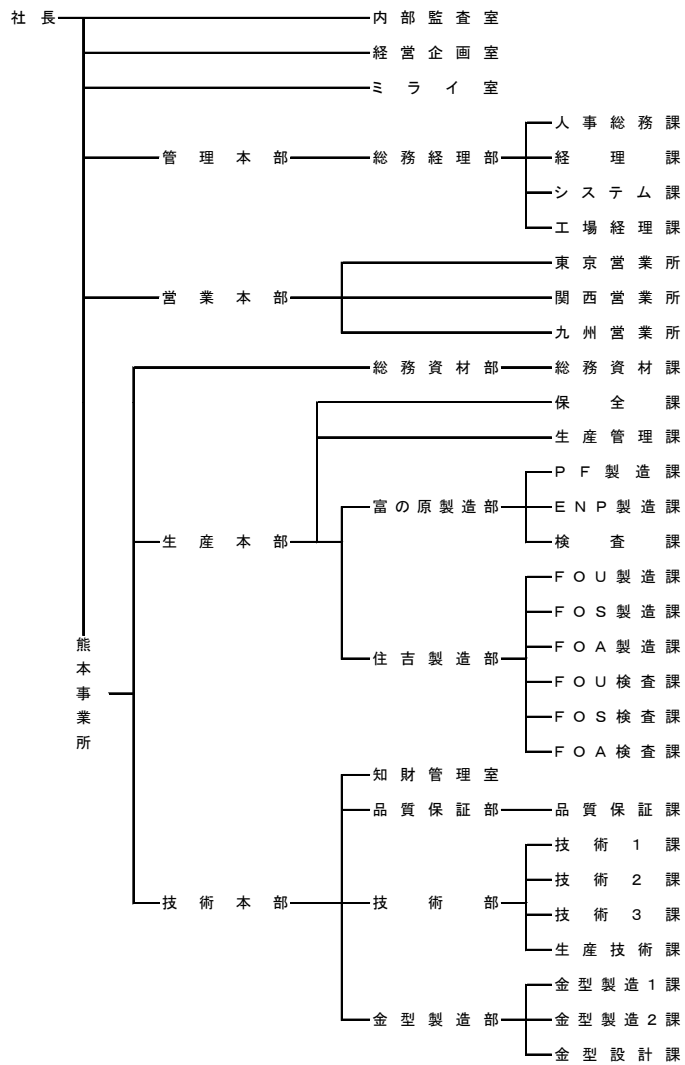 社長 内部監査室
経営企画室
ミライ室
人事総務課
管理本部 総務経理部 経理課
システム課
工場経理課
東京営業所
営業本部 関西営業所
九州営業所
総務資材部 総務資材課
保全課
生産管理課
PF製造課
富の原製造部 ENP製造課
生産本部 検査課
FOU製造課
FOS製造課
熊本事業所
住吉製造部 FOA製造課
FOU検査課
FOS検査課
FOA検査課
知財管理室
品質保証部 品質保証課
技術1課
技術2課
技術本部 技術部 技術3課
生産技術課
金型製造1課
金型製造部 金型製造2課
金型設計課